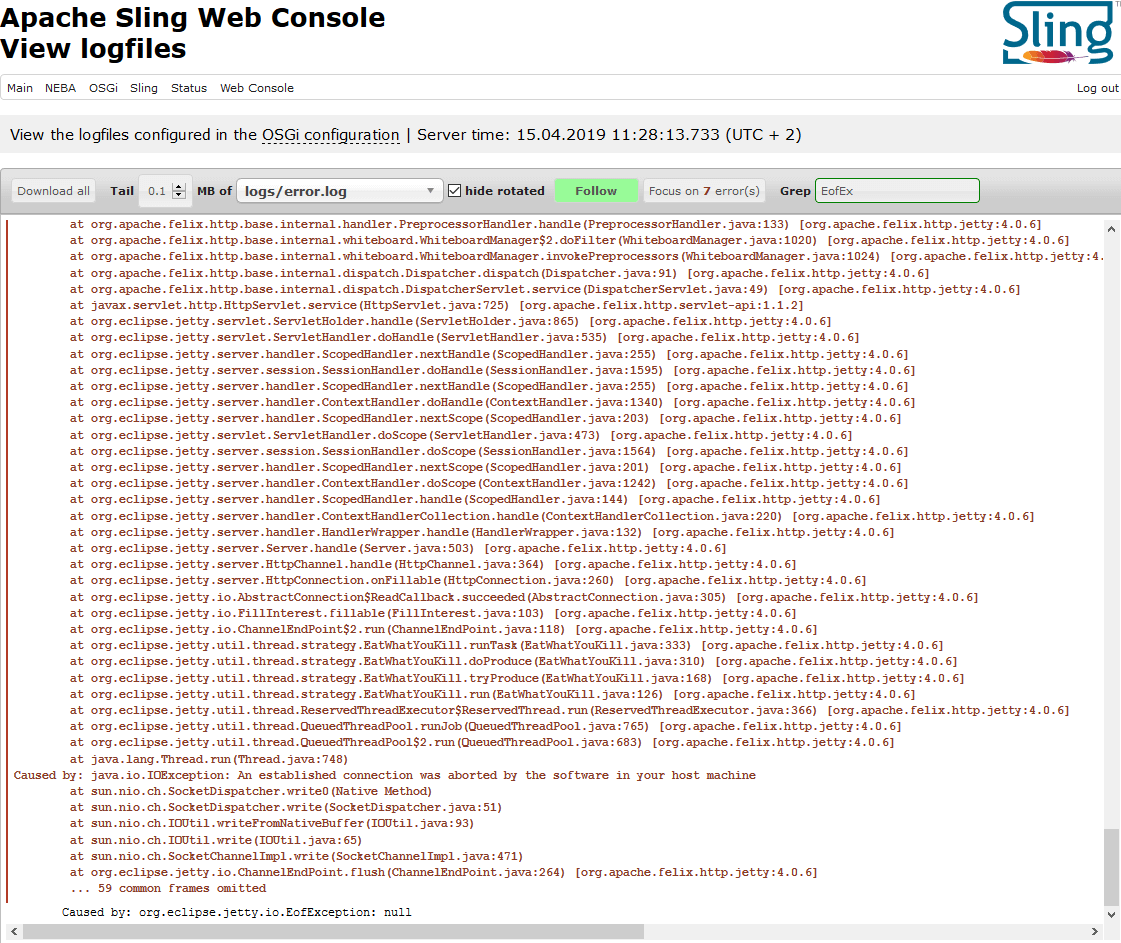 Apache Sling Web Console
View logfiles
Sling
TM
Main NEBA OSGi Sling Status Web Console Log out
View the logfiles configured in the OSGi configuration | Server time: 15.04.2019 11:28:13.733 (UTC + 2)
Download all Tail 0.1 MB of logs/error.log hide rotated Follow Focus on 7 error(s) Grep EofEx
at org.apache.felix.http.base.internal.handler.PreprocessorHandler.handle(PreprocessorHandler.java:133) [org.apache.felix.http.jetty:4.0.6]
at org.apache.felix.http.base.internal.whiteboard.WhiteboardManager$2.doFilter(WhiteboardManager.java:1020) [org.apache.felix.http.jetty:4.0.6]
at org.apache.felix.http.base.internal.whiteboard.WhiteboardManager.invokePreprocessors(WhiteboardManager.java:1024) [org.apache.felix.http.jetty:4.
at org.apache.felix.http.base.internal.dispatch.Dispatcher.dispatch(Dispatcher.java:91) [org.apache.felix.http.jetty:4.0.6]
at org.apache.felix.http.base.internal.dispatch.DispatcherServlet.service(DispatcherServlet.java:49) [org.apache.felix.http.jetty:4.0.6]
at javax.servlet.http.HttpServlet.service(HttpServlet.java:725) [org.apache.felix.http.servlet-api:1.1.2]
at org.eclipse.jetty.servlet.ServletHolder.handle(ServletHolder.java:865) [org.apache.felix.http.jetty:4.0.6]
at org.eclipse.jetty.servlet.ServletHandler.doHandle(ServletHandler.java:535) [org.apache.felix.http.jetty:4.0.6]
at org.eclipse.jetty.server.handler.ScopedHandler.nextHandle(ScopedHandler.java:255) [org.apache.felix.http.jetty:4.0.6]
at org.eclipse.jetty.server.session.SessionHandler.doHandle(SessionHandler.java:1595) [org.apache.felix.http.jetty:4.0.6]
at org.eclipse.jetty.server.handler.ScopedHandler.nextHandle(ScopedHandler.java:255) [org.apache.felix.http.jetty:4.0.6]
at org.eclipse.jetty.server.handler.ContextHandler.doHandle(ContextHandler.java:1340) [org.apache.felix.http.jetty:4.0.6]
at org.eclipse.jetty.server.handler.ScopedHandler.nextScope(ScopedHandler.java:203) [org.apache.felix.http.jetty:4.0.6]
at org.eclipse.jetty.servlet.ServletHandler.doScope(ServletHandler.java:473) [org.apache.felix.http.jetty:4.0.6]
at org.eclipse.jetty.server.session.SessionHandler.doScope(SessionHandler.java:1564) [org.apache.felix.http.jetty:4.0.6]
at org.eclipse.jetty.server.handler.ScopedHandler.nextScope(ScopedHandler.java:201) [org.apache.felix.http.jetty:4.0.6]
at org.eclipse.jetty.server.handler.ContextHandler.doScope(ContextHandler.java:1242) [org.apache.felix.http.jetty:4.0.6]
at org.eclipse.jetty.server.handler.ScopedHandler.handle(ScopedHandler.java:144) [org.apache.felix.http.jetty:4.0.6]
at org.eclipse.jetty.server.handler.ContextHandlerCollection.handle(ContextHandlerCollection.java:220) [org.apache.felix.http.jetty:4.0.6]
at org.eclipse.jetty.server.handler.HandlerWrapper.handle(HandlerWrapper.java:132) [org.apache.felix.http.jetty:4.0.6]
at org.eclipse.jetty.server.Server.handle(Server.java:503) [org.apache.felix.http.jetty:4.0.6]
at org.eclipse.jetty.server.HttpChannel.handle(HttpChannel.java:364) [org.apache.felix.http.jetty:4.0.6]
at org.eclipse.jetty.server.HttpConnection.onFillable(HttpConnection.java:260) [org.apache.felix.http.jetty:4.0.6]
at org.eclipse.jetty.io.AbstractConnection$ReadCallback.succeeded(AbstractConnection.java:305) [org.apache.felix.http.jetty:4.0.6]
at org.eclipse.jetty.io.FillInterest.fillable(FillInterest.java:103) [org.apache.felix.http.jetty:4.0.6]
at org.eclipse.jetty.io.ChannelEndPoint$2.run(ChannelEndPoint.java:118) [org.apache.felix.http.jetty:4.0.6]
at org.eclipse.jetty.util.thread.strategy.EatWhatYouKill.runTask(EatWhatYouKill.java:333) [org.apache.felix.http.jetty:4.0.6]
at org.eclipse.jetty.util.thread.strategy.EatWhatYouKill.doProduce(EatWhatYouKill.java:310) [org.apache.felix.http.jetty:4.0.6]
at org.eclipse.jetty.util.thread.strategy.EatWhatYouKill.tryProduce(EatWhatYouKill.java:168) [org.apache.felix.http.jetty:4.0.6]
at org.eclipse.jetty.util.thread.strategy.EatWhatYouKill.run(EatWhatYouKill.java:126) [org.apache.felix.http.jetty:4.0.6]
at org.eclipse.jetty.util.thread.ReservedThreadExecutor$ReservedThread.run(ReservedThreadExecutor.java:366) [org.apache.felix.http.jetty:4.0.6]
at org.eclipse.jetty.util.thread.QueuedThreadPool.runJob(QueuedThreadPool.java:765) [org.apache.felix.http.jetty:4.0.6]
at org.eclipse.jetty.util.thread.QueuedThreadPool$2.run(QueuedThreadPool.java:683) [org.apache.felix.http.jetty:4.0.6]
at java.lang.Thread.run(Thread.java:748)
Caused by: java.io.IOException: An established connection was aborted by the software in your host machine
at sun.nio.ch.SocketDispatcher.write0(Native Method)
at sun.nio.ch.SocketDispatcher.write(SocketDispatcher.java:51)
at sun.nio.ch.IOUtil.writeFromNativeBuffer(IOUtil.java:93)
at sun.nio.ch.IOUtil.write(IOUtil.java:65)
at sun.nio.ch.SocketChannelImpl.write(SocketChannelImpl.java:471)
at org.eclipse.jetty.io.ChannelEndPoint.flush(ChannelEndPoint.java:264) [org.apache.felix.http.jetty:4.0.6]
... 59 common frames omitted
Caused by: org.eclipse.jetty.io.EofException: null